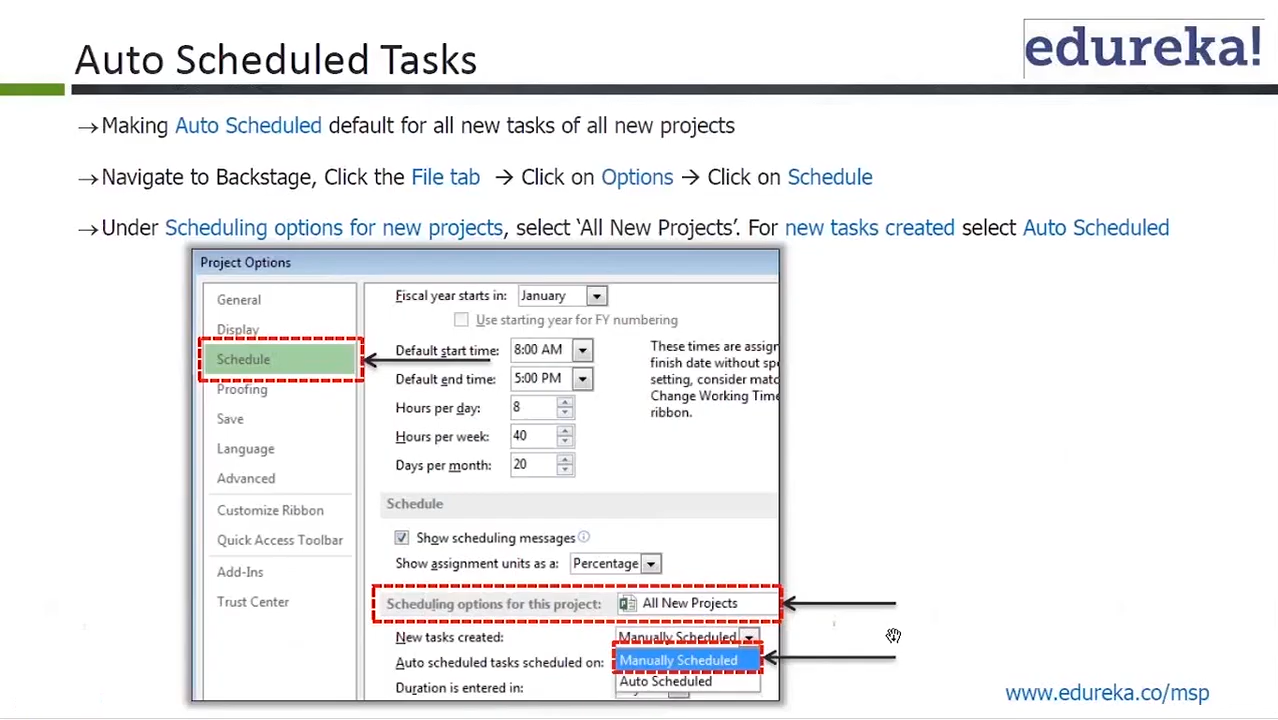 Auto Scheduled Tasks
edureka!
→Making Auto Scheduled default for all new tasks of all new projects
→Navigate to Backstage, Click the File tab → Click on Options → Click on Schedule
→Under Scheduling options for new projects, select ‘All New Projects’. For new tasks created select Auto Scheduled
Project Options
General
Display
Schedule
Proofing
Save
Language
Advanced
Customize Ribbon
Quick Access Toolbar
Add-Ins
Trust Center
Fiscal year starts in: January
Use starting year for FY numbering
Default start time: 8:00 AM
Default end time: 5:00 PM
Hours per day: 8
Hours per week: 40
Days per month: 20
These times are assign
finish date without spe
setting, consider matc
Change Working Time
ribbon.
Schedule
Show scheduling messages
Show assignment units as a: Percentage
Scheduling options for this project: All New Projects
New tasks created: Manually Scheduled
Manually Scheduled
Auto scheduled tasks scheduled on:
Auto Scheduled
Duration is entered in:
www.edureka.co/msp